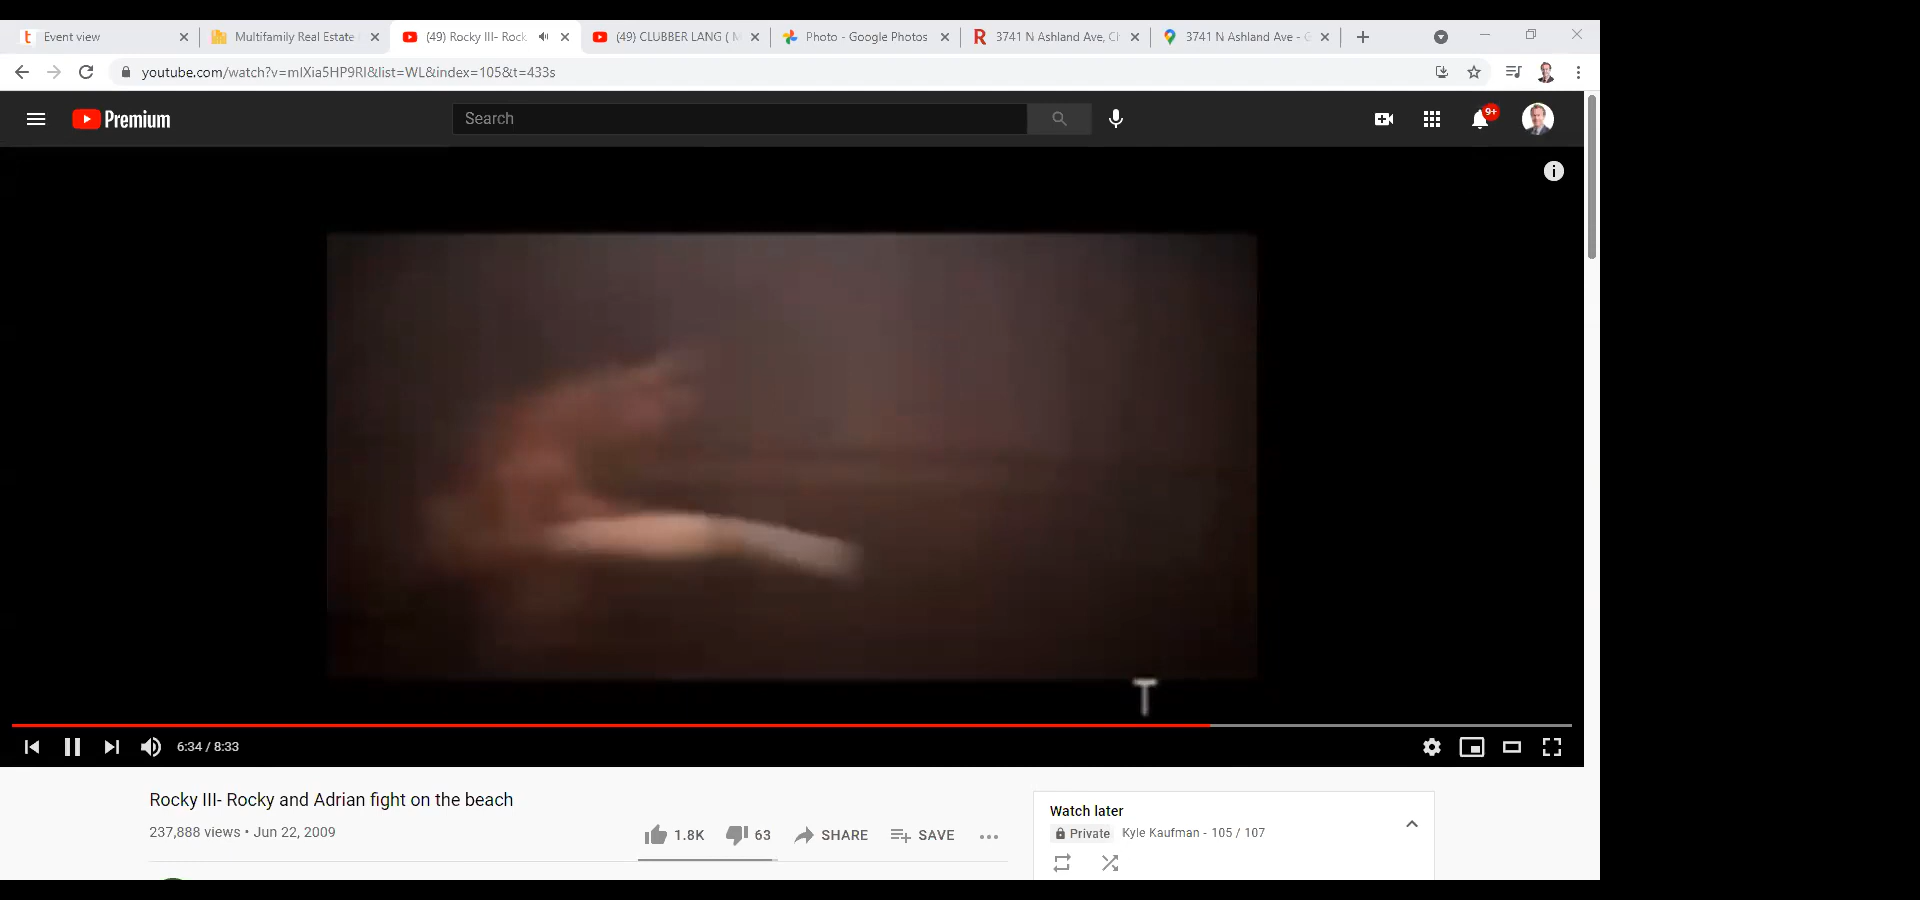 Event view
Multifamily Real Estate
(49) Rocky III- Rock
(49) CLUBBER LANG ( M
Photo - Google Photos
3741 N Ashland Ave, Ch
3741 N Ashland Ave - G
youtube.com/watch?v=mIXia5HP9RI&list=WL&index=105&t=433s
Premium
Search
9+
6:34 / 8:33
Rocky III- Rocky and Adrian fight on the beach
237,888 views • Jun 22, 2009
1.8K
63
SHARE
SAVE
Watch later
Private
Kyle Kaufman - 105 / 107